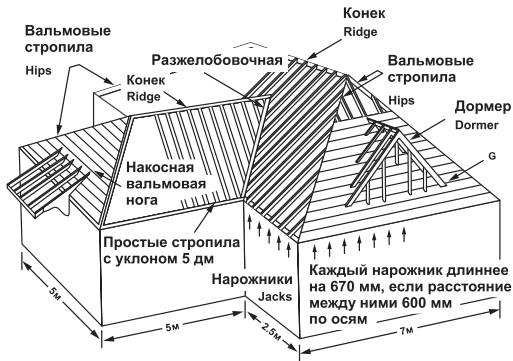 Конек
Ridge
Вальмовые
стропила
Hips
Разжелобовочная
Вальмовые
стропила
Hips
Конек
Ridge
Дормер
Dormer
G
Накосная
вальмовая
нога
Простые стропила
с уклоном 5 дм
Нарожники
Jacks
Каждый нарожник длиннее
на 670 мм, если расстояние
между ними 600 мм
по осям
5м
5м
2.5м
7м